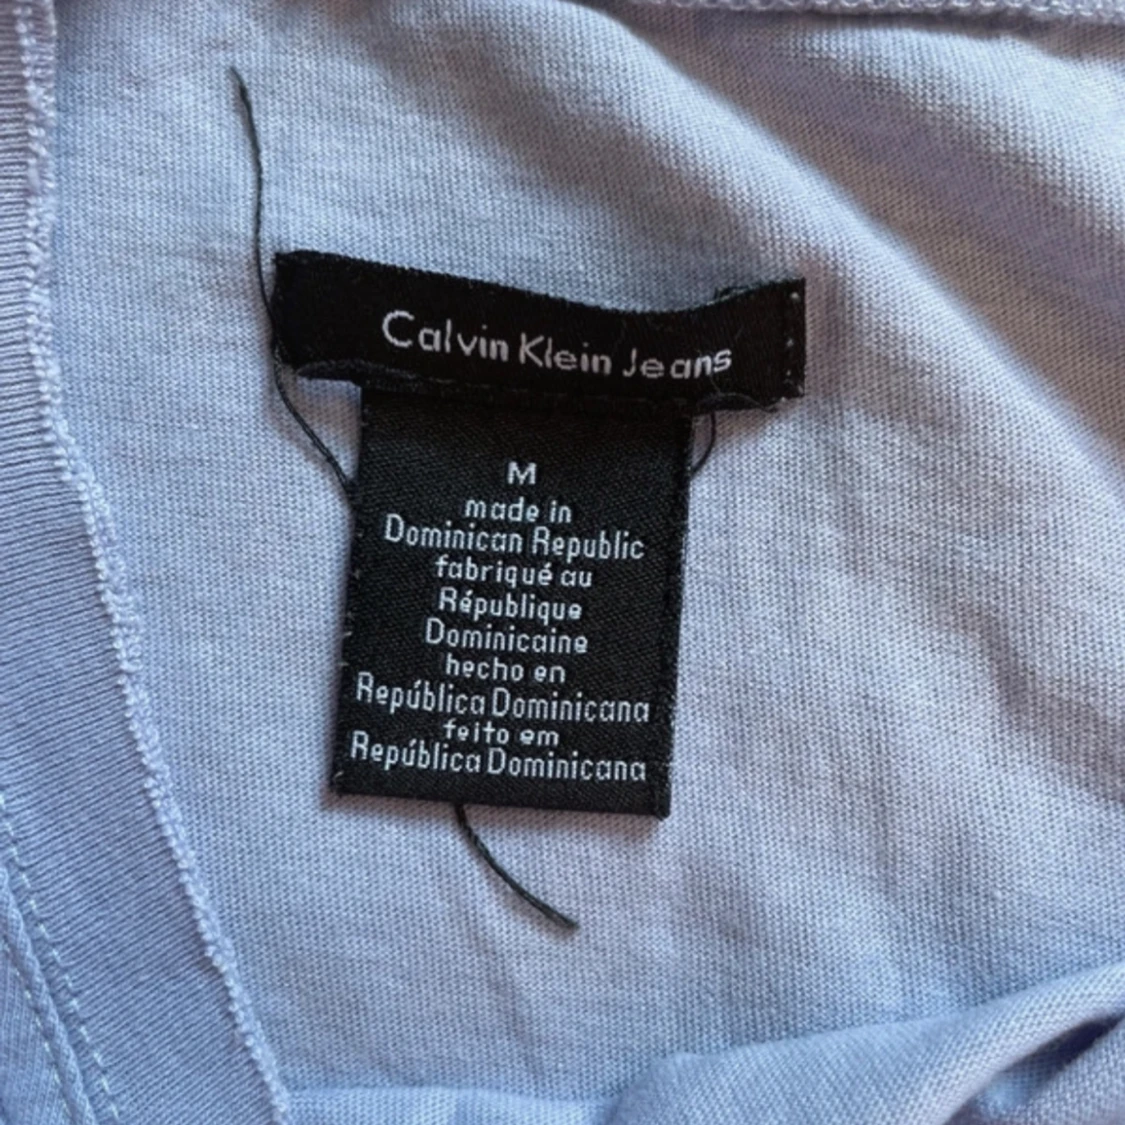 Calvin Klein Jeans
M
made in
Dominican Republic
fabriqué au
République
Dominicaine
hecho en
República Dominicana
feito em
República Dominicana